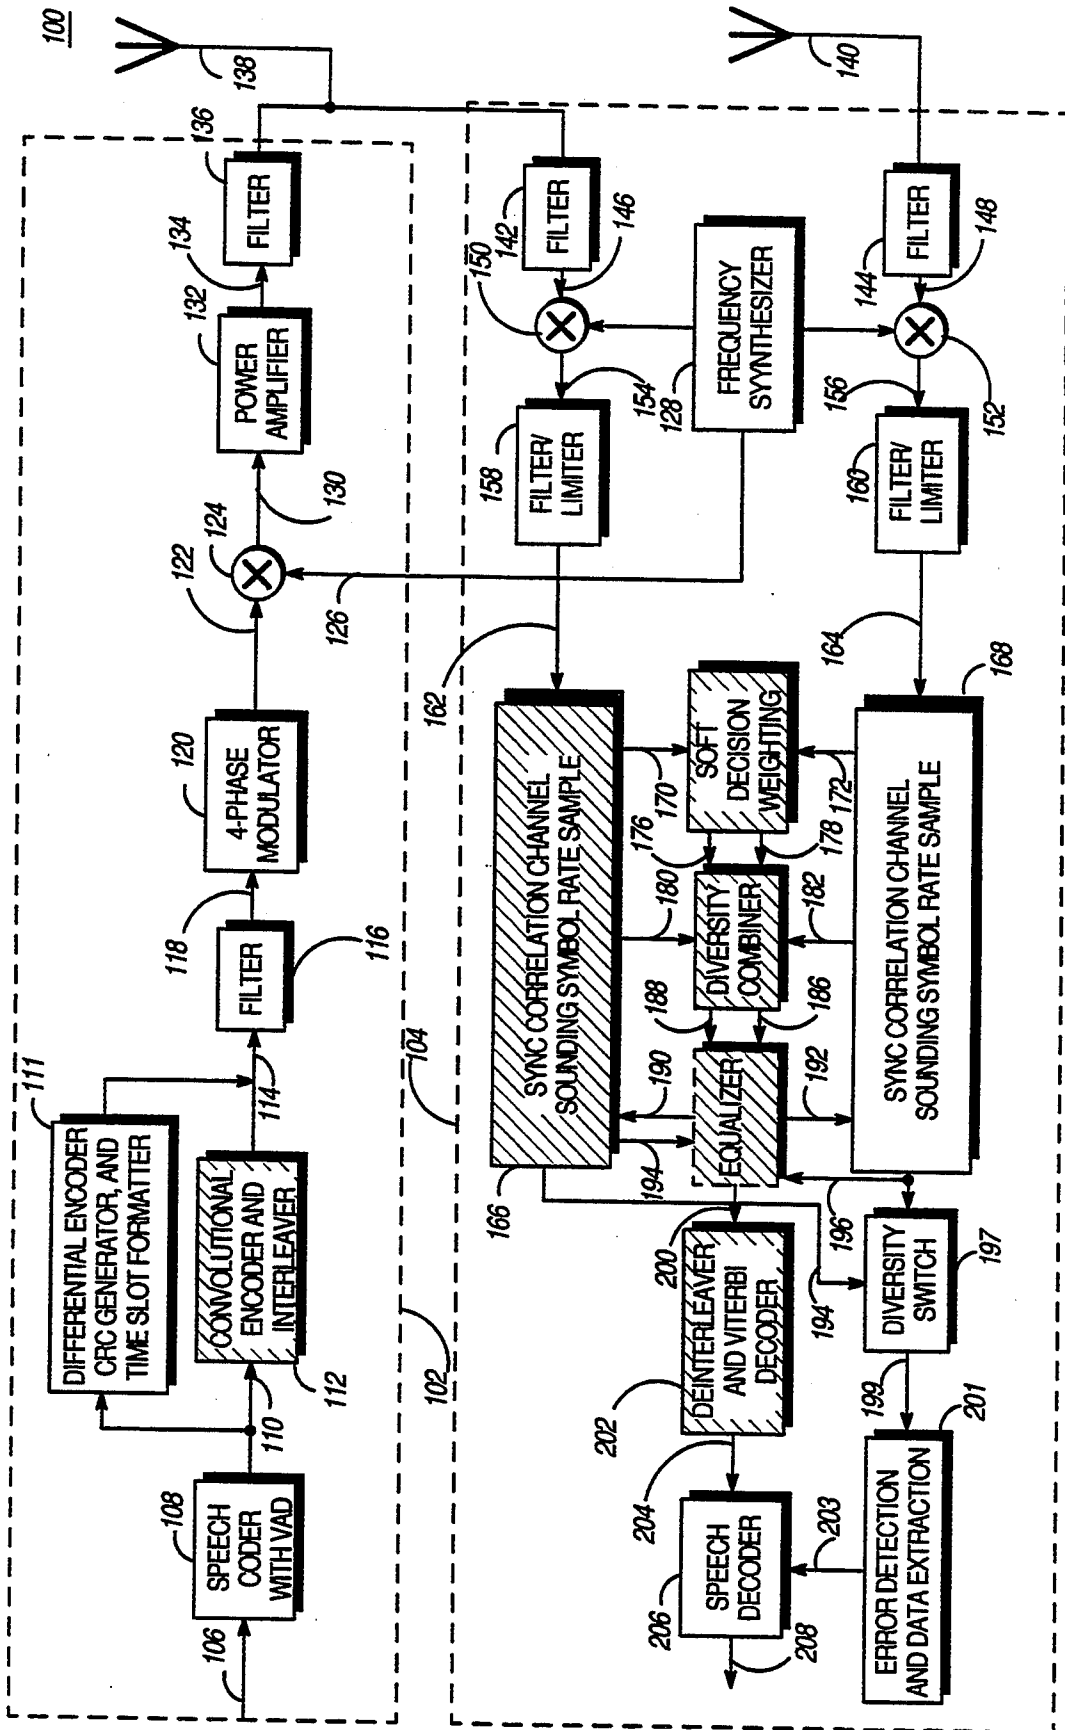 100
106
SPEECH
CODER
WITH VAD
108
110
DIFFERENTIAL ENCODER
CRC GENERATOR, AND
TIME SLOT FORMATTER
111
CONVOLUTIONAL
ENCODER AND
INTERLEAVER
112
114
FILTER
116
118
4-PHASE
MODULATOR
120
122
124
126
130
POWER
AMPLIFIER
132
134
FILTER
136
138
102
104
140
FILTER
142
146
150
FILTER
144
148
152
FREQUENCY
SYYNTHESIZER
128
154
156
FILTER/
LIMITER
158
FILTER/
LIMITER
160
162
164
SYNC CORRELATION CHANNEL
SOUNDING SYMBOL RATE SAMPLE
166
SYNC CORRELATION CHANNEL
SOUNDING SYMBOL RATE SAMPLE
168
SOFT
DECISION
WEIGHTING
170
172
176
178
DIVERSITY
COMBINER
180
182
188
186
EQUALIZER
190
192
194
196
DIVERSITY
SWITCH
197
194
199
200
DEINTERLEAVER
AND VITERBI
DECODER
202
204
SPEECH
DECODER
206
208
203
ERROR DETECTION
AND DATA EXTRACTION
201